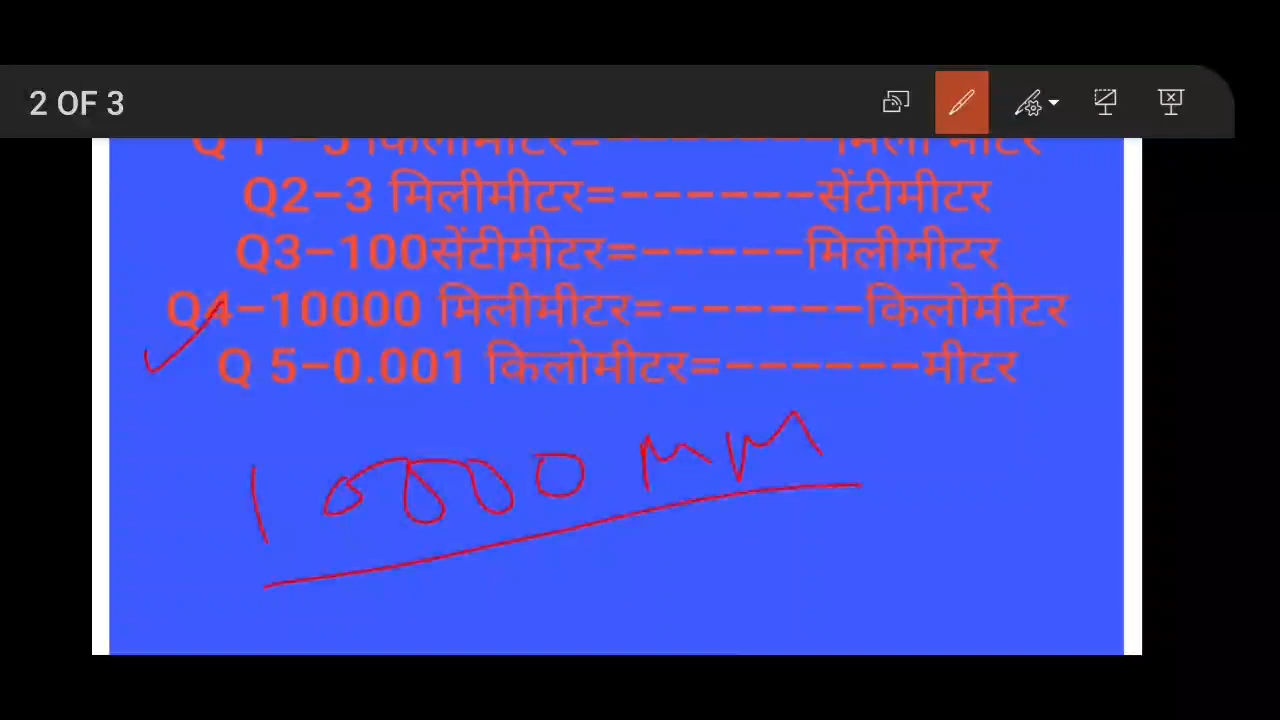 2 OF 3
Q2–3 मिलीमीटर=––––––सेंटीमीटर
Q3–100सेंटीमीटर=–––––मिलीमीटर
Q4–10000 मिलीमीटर=––––––किलोमीटर
Q 5–0.001 किलोमीटर=––––––मीटर
10000 MM